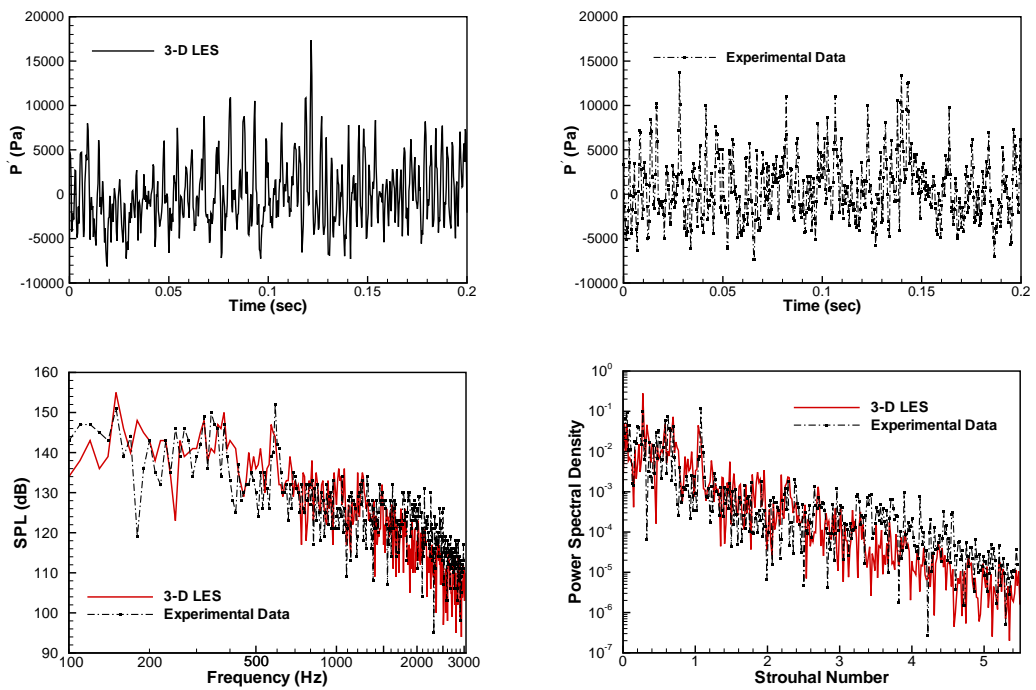 20000
15000
10000
5000
0
-5000
-10000
P' (Pa)
3-D LES
0 0.05 0.1 0.15 0.2
Time (sec)
20000
15000
10000
5000
0
-5000
-10000
P' (Pa)
Experimental Data
0 0.05 0.1 0.15 0.2
Time (sec)
160
150
140
130
120
110
100
90
SPL (dB)
3-D LES
Experimental Data
100 200 500 1000 2000 3000
Frequency (Hz)
10^0
10^-1
10^-2
10^-3
10^-4
10^-5
10^-6
10^-7
Power Spectral Density
3-D LES
Experimental Data
0 1 2 3 4 5
Strouhal Number